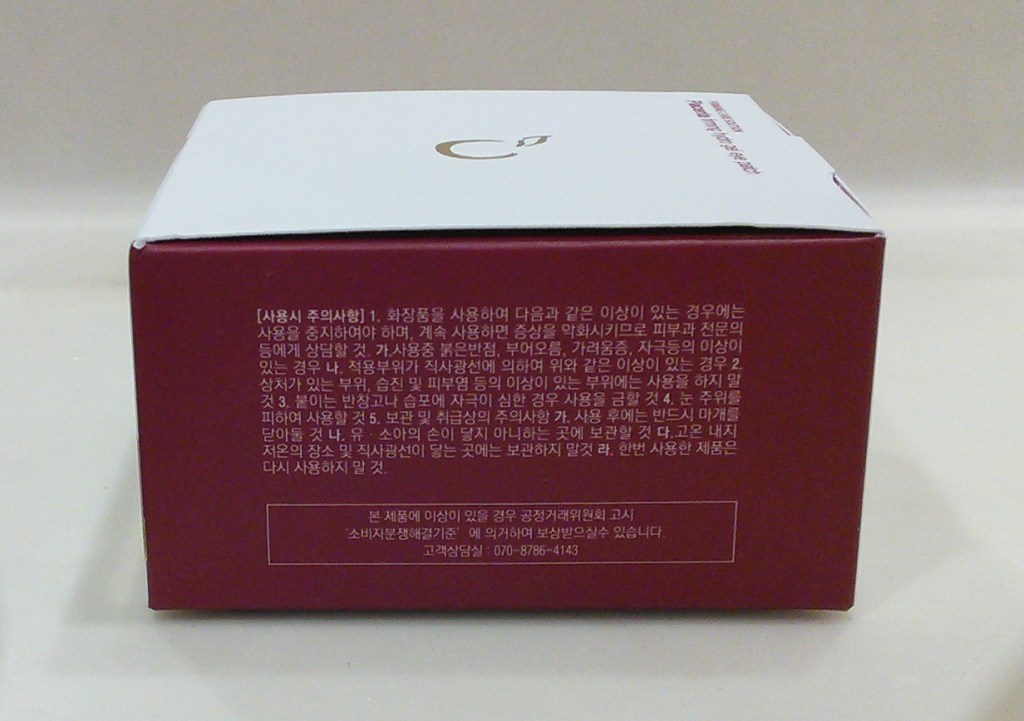 Placenta firming hydro gel eye patch
[사용시 주의사항] 1. 화장품을 사용하여 다음과 같은 이상이 있는 경우에는
사용을 중지하여야 하며, 계속 사용하면 증상을 악화시키므로 피부과 전문의
등에게 상담할 것. 가.사용중 붉은반점, 부어오름, 가려움증, 자극등의 이상이
있는 경우 나. 적용부위가 직사광선에 의하여 위와 같은 이상이 있는 경우 2.
상처가 있는 부위, 습진 및 피부염 등의 이상이 있는 부위에는 사용을 하지 말
것 3. 붙이는 반창고나 습포에 자극이 심한 경우 사용을 금할 것 4. 눈 주위를
피하여 사용할 것 5. 보관 및 취급상의 주의사항 가. 사용 후에는 반드시 마개를
닫아둘 것 나. 유 · 소아의 손이 닿지 아니하는 곳에 보관할 것 다.고온 내지
저온의 장소 및 직사광선이 닿는 곳에는 보관하지 말것 라. 한번 사용한 제품은
다시 사용하지 말 것.
본 제품에 이상이 있을 경우 공정거래위원회 고시
'소비자분쟁해결기준' 에 의거하여 보상받으실수 있습니다.
고객상담실 : 070-8786-4143